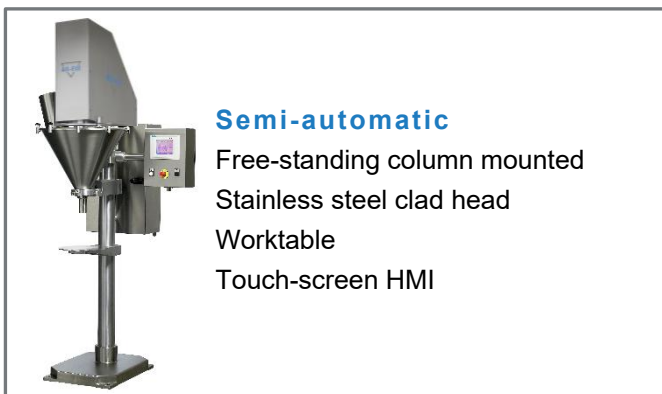 Semi-automatic
Free-standing column mounted
Stainless steel clad head
Worktable
Touch-screen HMI